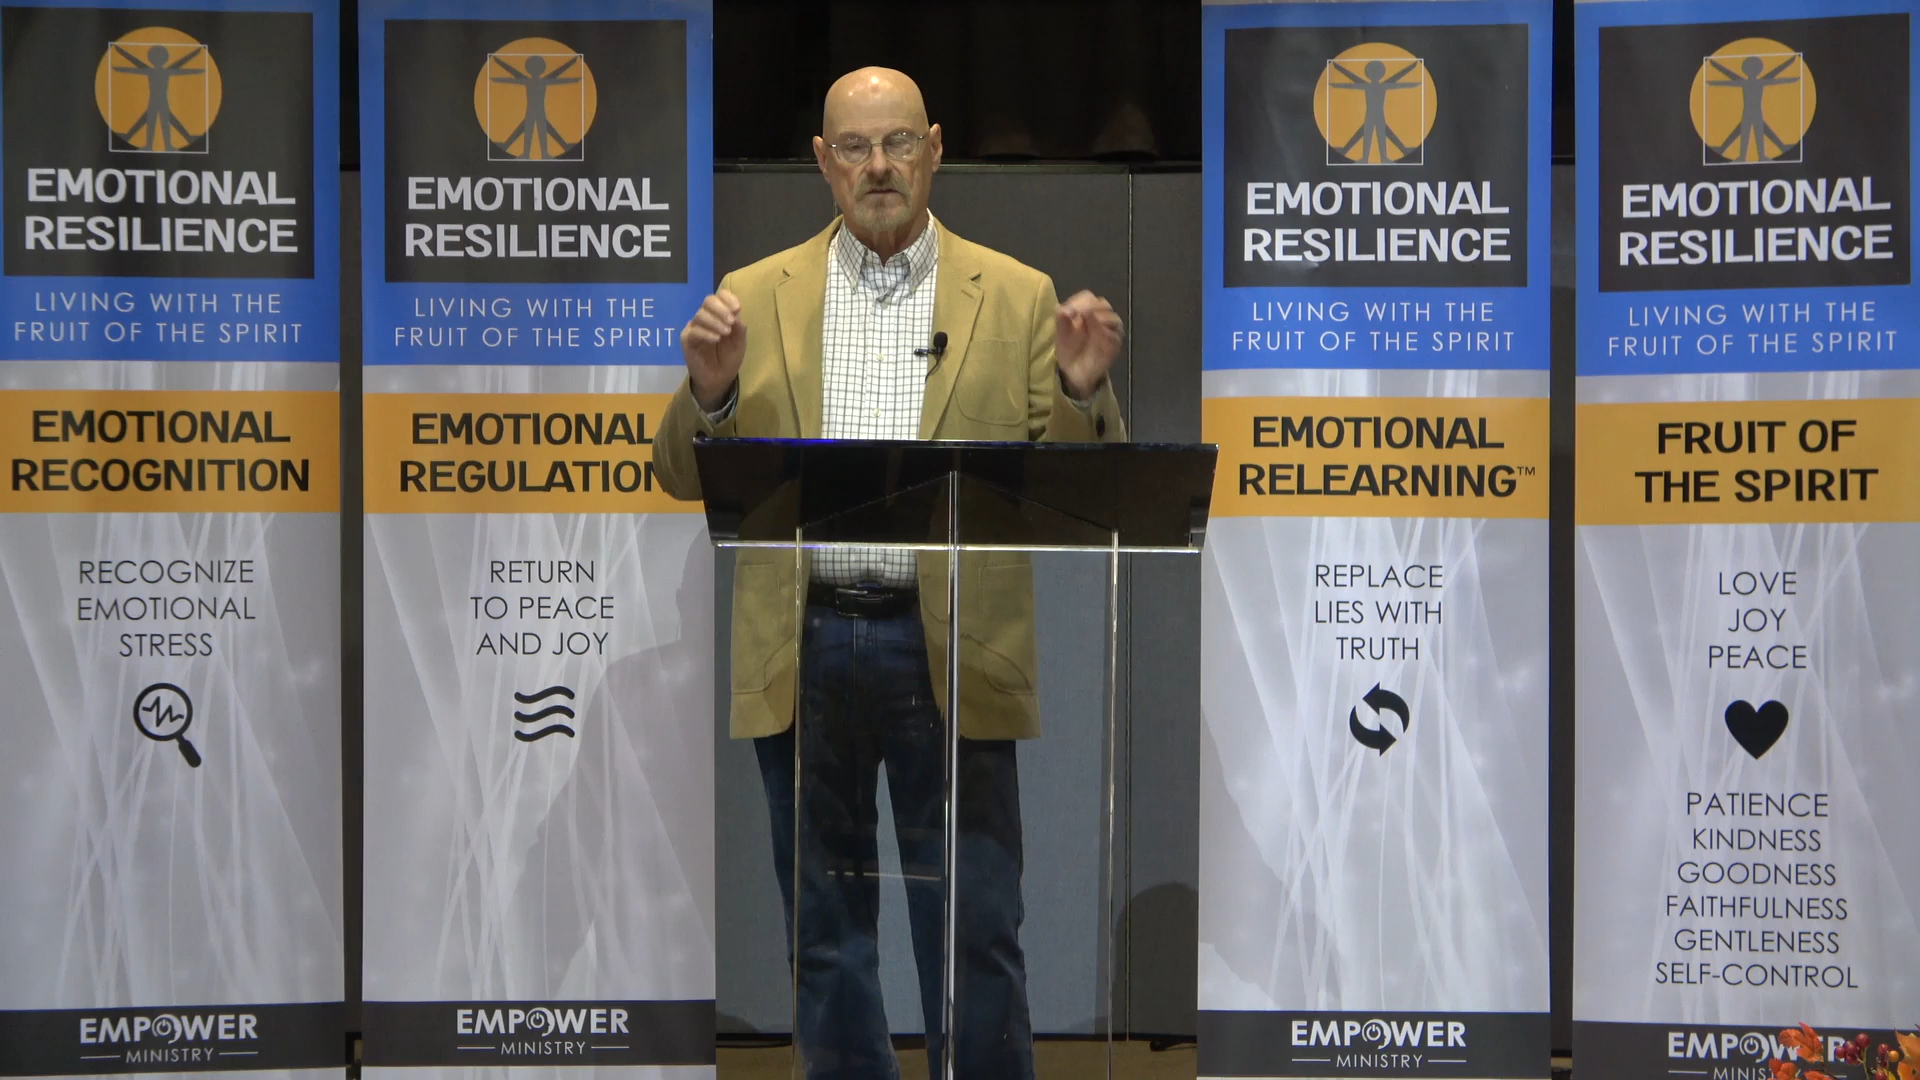 EMOTIONAL
RESILIENCE
LIVING WITH THE
FRUIT OF THE SPIRIT
EMOTIONAL
RECOGNITION
RECOGNIZE
EMOTIONAL
STRESS
EMPOWER
MINISTRY
EMOTIONAL
RESILIENCE
LIVING WITH THE
FRUIT OF THE SPIRIT
EMOTIONAL
REGULATION
RETURN
TO PEACE
AND JOY
EMPOWER
MINISTRY
EMOTIONAL
RESILIENCE
LIVING WITH THE
FRUIT OF THE SPIRIT
EMOTIONAL
RELEARNING™
REPLACE
LIES WITH
TRUTH
EMPOWER
MINISTRY
EMOTIONAL
RESILIENCE
LIVING WITH THE
FRUIT OF THE SPIRIT
FRUIT OF
THE SPIRIT
LOVE
JOY
PEACE
PATIENCE
KINDNESS
GOODNESS
FAITHFULNESS
GENTLENESS
SELF-CONTROL
EMPOWER
MINIS